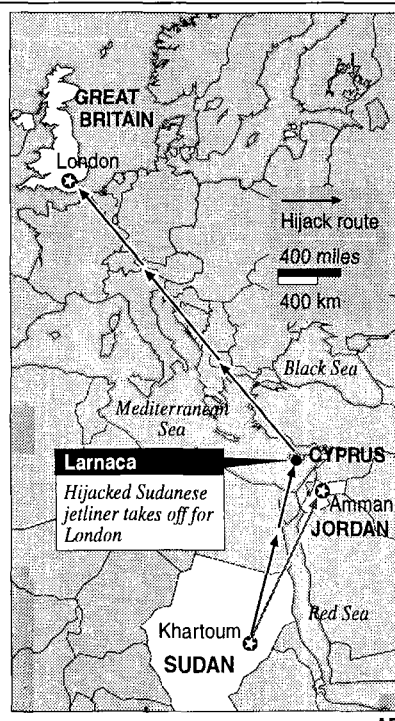 GREAT
BRITAIN
London
Hijack route
400 miles
400 km
Black Sea
Mediterranean
Sea
Larnaca
Hijacked Sudanese
jetliner takes off for
London
CYPRUS
Amman
JORDAN
Red Sea
Khartoum
SUDAN